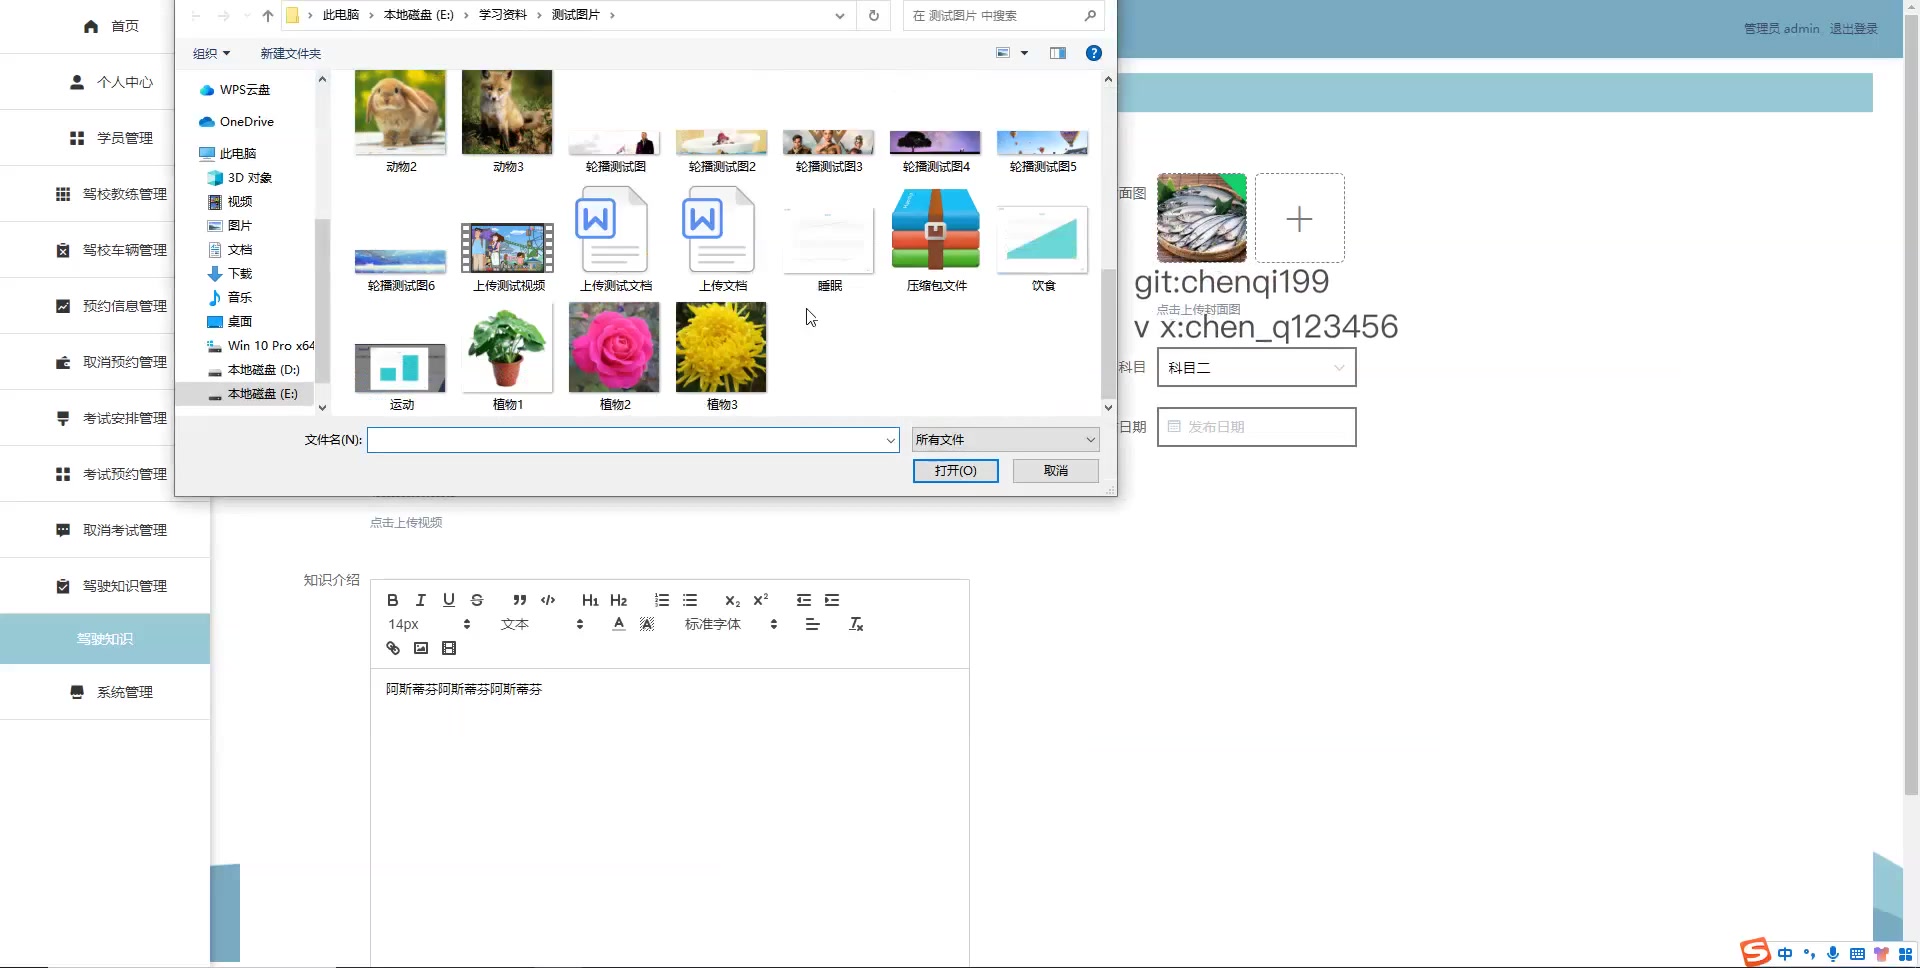 首页
个人中心
学员管理
驾校教练管理
驾校车辆管理
预约信息管理
取消预约管理
考试安排管理
考试预约管理
取消考试管理
驾驶知识管理
驾驶知识
系统管理
此电脑 › 本地磁盘 (E:) › 学习资料 › 测试图片 ›
在 测试图片 中搜索
组织
新建文件夹
WPS云盘
OneDrive
此电脑
3D 对象
视频
图片
文档
下载
音乐
桌面
Win 10 Pro x64
本地磁盘 (D:)
本地磁盘 (E:)
动物2
动物3
轮播测试图
轮播测试图2
轮播测试图3
轮播测试图4
轮播测试图5
轮播测试图6
上传测试视频
上传测试文档
上传文档
睡眠
压缩包文件
饮食
运动
植物1
植物2
植物3
文件名(N):
所有文件
打开(O)
取消
管理员 admin
退出登录
面图
git:chenqi199
点击上传封面图
v x:chen_q123456
科目
科目二
日期
发布日期
点击上传视频
知识介绍
B I U S H1 H2 X2 X2
14px
文本
A
标准字体
阿斯蒂芬阿斯蒂芬阿斯蒂芬
中